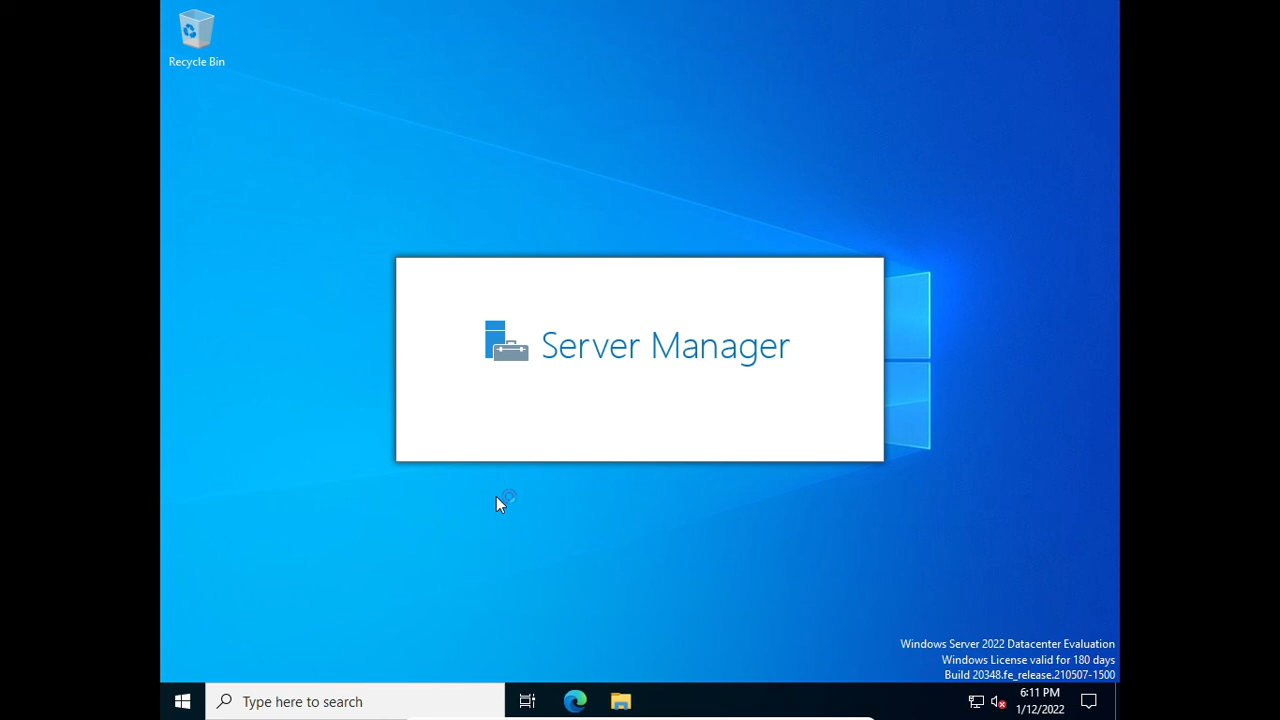 Recycle Bin
Server Manager
Windows Server 2022 Datacenter Evaluation
Windows License valid for 180 days
Build 20348.fe_release.210507-1500
Type here to search
6:11 PM
1/12/2022